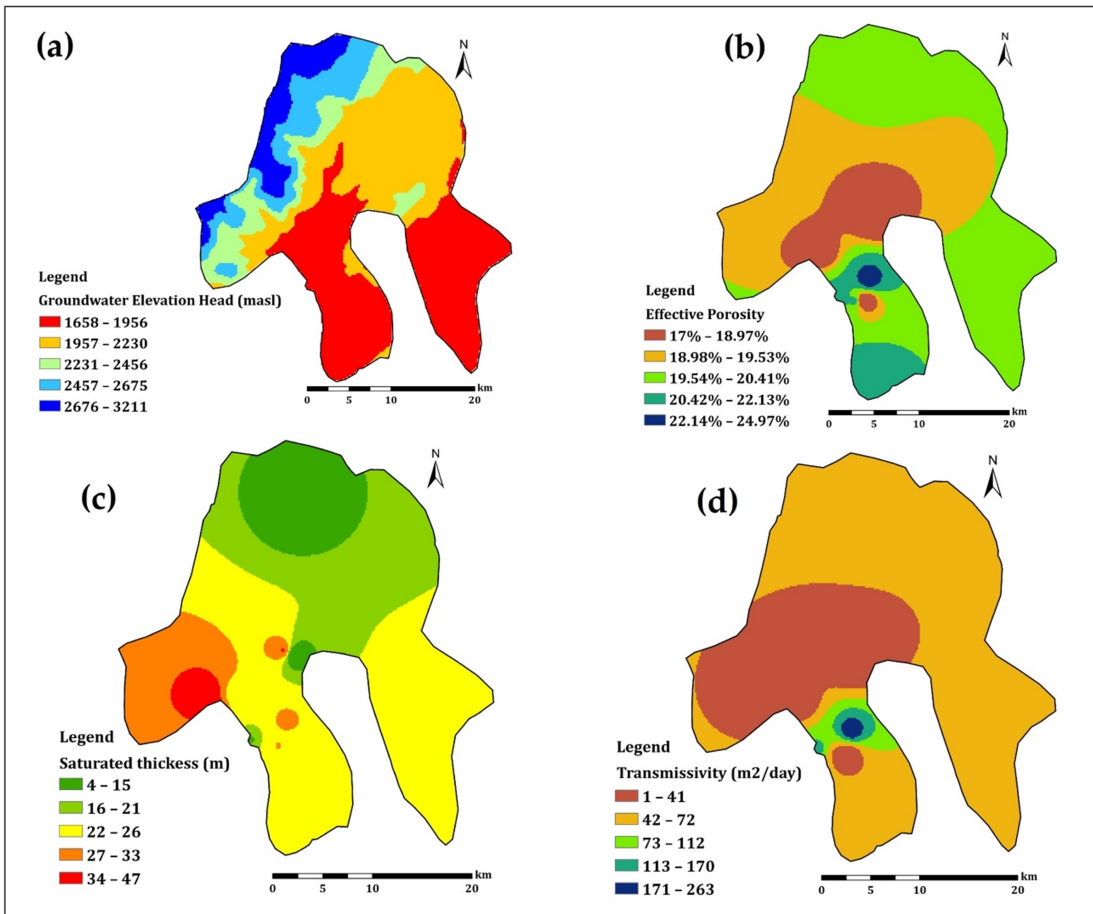 (a)
N
Legend
Groundwater Elevation Head (masl)
1658 – 1956
1957 – 2230
2231 – 2456
2457 – 2675
2676 – 3211
km
0 5 10 20
(b)
N
Legend
Effective Porosity
17% – 18.97%
18.98% – 19.53%
19.54% – 20.41%
20.42% – 22.13%
22.14% – 24.97%
km
0 5 10 20
(c)
N
Legend
Saturated thickess (m)
4 – 15
16 – 21
22 – 26
27 – 33
34 – 47
km
0 5 10 20
(d)
N
Legend
Transmissivity (m2/day)
1 – 41
42 – 72
73 – 112
113 – 170
171 – 263
km
0 5 10 20